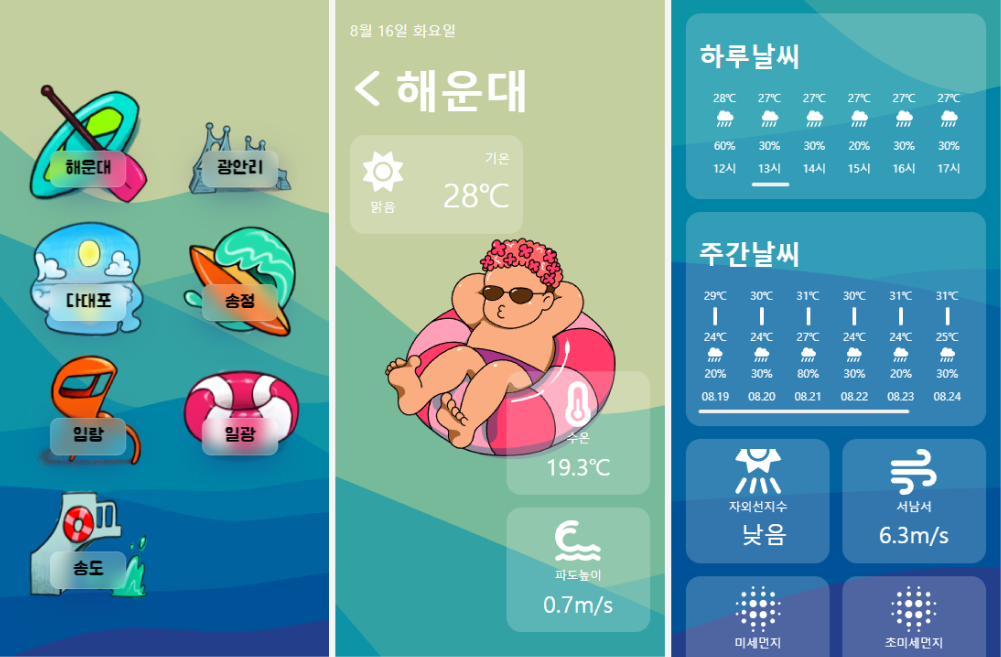 해운대
광안리
다대포
송정
임랑
일광
송도
8월 16일 화요일
해운대
기온
맑음
28℃
수온
19.3℃
파도높이
0.7m/s
하루날씨
28℃ 27℃ 27℃ 27℃ 27℃ 27℃
60% 30% 30% 20% 30% 30%
12시 13시 14시 15시 16시 17시
주간날씨
29℃ 30℃ 31℃ 30℃ 31℃ 31℃
24℃ 24℃ 27℃ 24℃ 24℃ 25℃
20% 30% 80% 30% 20% 30%
08.19 08.20 08.21 08.22 08.23 08.24
자외선지수
낮음
서남서
6.3m/s
미세먼지
초미세먼지